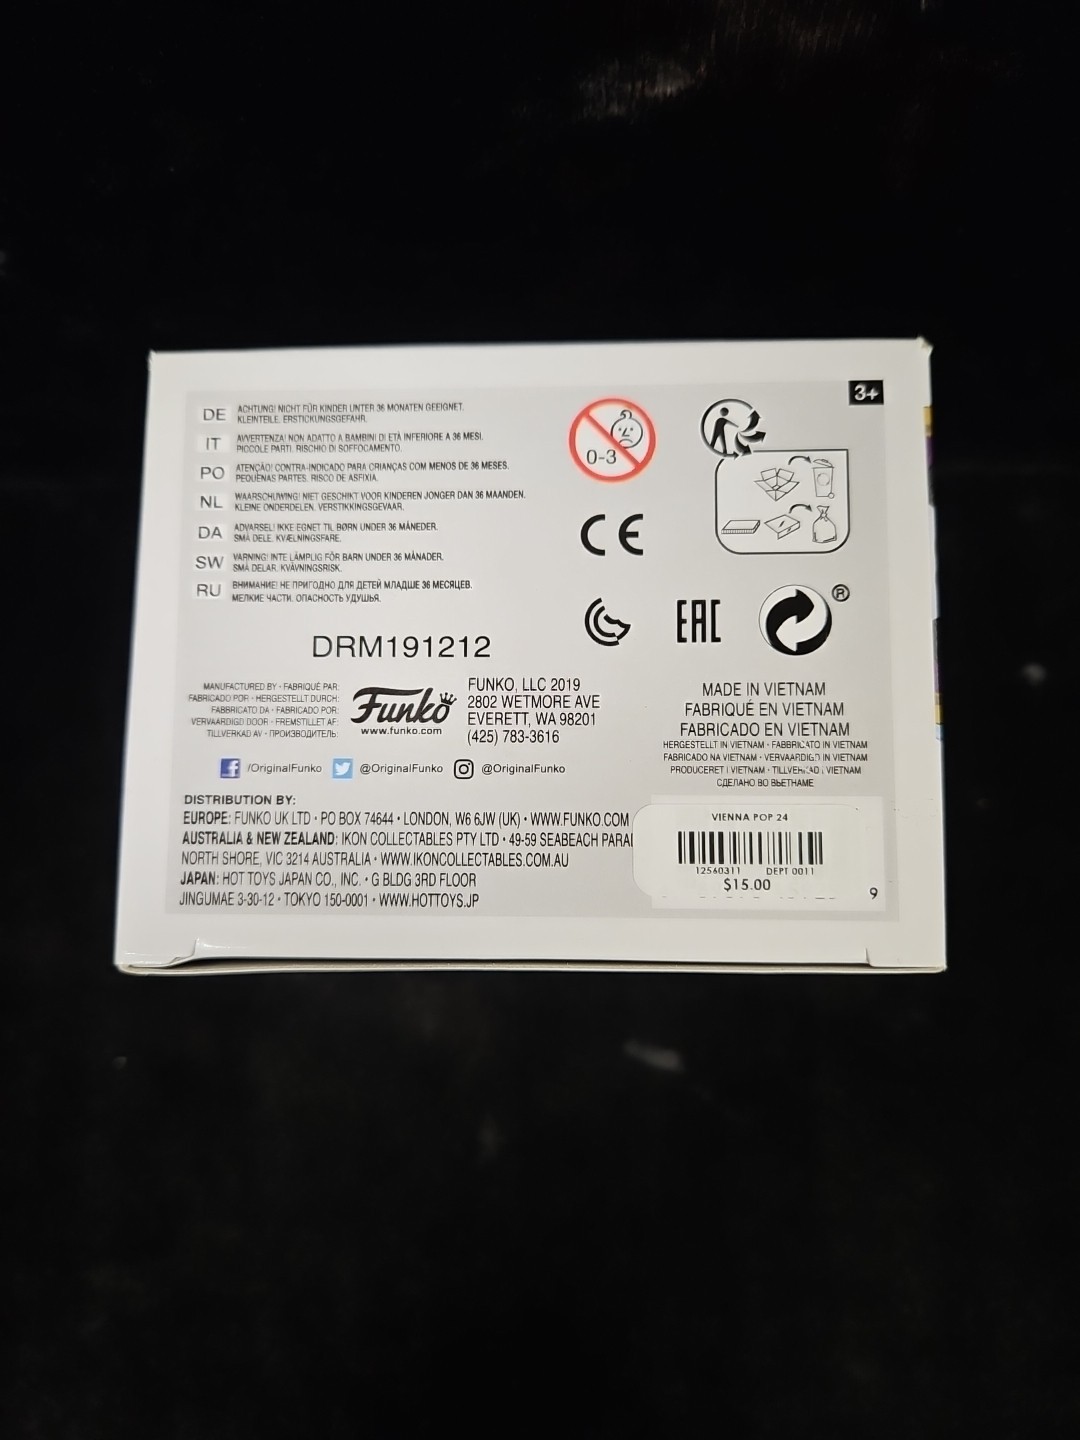 3+
DE ACHTUNG! NICHT FÜR KINDER UNTER 36 MONATEN GEEIGNET.
KLEINTEILE. ERSTICKUNGSGEFAHR.
IT AVVERTENZA! NON ADATTO A BAMBINI DI ETÀ INFERIORE A 36 MESI.
PICCOLE PARTI. RISCHIO DI SOFFOCAMENTO.
PO ATENÇÃO! CONTRA-INDICADO PARA CRIANÇAS COM MENOS DE 36 MESES.
PEQUENAS PARTES. RISCO DE ASFIXIA.
NL WAARSCHUWING! NIET GESCHIKT VOOR KINDEREN JONGER DAN 36 MAANDEN.
KLEINE ONDERDELEN. VERSTIKKINGSGEVAAR.
DA ADVARSEL! IKKE EGNET TIL BØRN UNDER 36 MÅNEDER.
SMÅ DELE. KVÆLNINGSFARE.
SW VARNING! INTE LÄMPLIG FÖR BARN UNDER 36 MÅNADER.
SMÅ DELAR. KVÄVNINGSRISK.
RU ВНИМАНИЕ! НЕ ПРИГОДНО ДЛЯ ДЕТЕЙ МЛАДШЕ 36 МЕСЯЦЕВ.
МЕЛКИЕ ЧАСТИ. ОПАСНОСТЬ УДУШЬЯ.
0-3
CE
EAC
®
DRM191212
MANUFACTURED BY • FABRIQUÉ PAR:
FABRICADO POR • HERGESTELLT DURCH:
FABBRICATO DA • FABRICADO POR:
VERVAARDIGD DOOR • FREMSTILLET AF:
TILLVERKAD AV • ПРОИЗВОДИТЕЛЬ:
Funko
www.funko.com
FUNKO, LLC 2019
2802 WETMORE AVE
EVERETT, WA 98201
(425) 783-3616
MADE IN VIETNAM
FABRIQUÉ EN VIETNAM
FABRICADO EN VIETNAM
HERGESTELLT IN VIETNAM • FABBRICATO IN VIETNAM
FABRICADO NA VIETNAM • VERVAARDIGD IN VIETNAM
PRODUCERET I VIETNAM • TILLVERKAD I VIETNAM
СДЕЛАНО ВО ВЬЕТНАМЕ
/OriginalFunko @OriginalFunko @OriginalFunko
DISTRIBUTION BY:
EUROPE: FUNKO UK LTD • PO BOX 74644 • LONDON, W6 6JW (UK) • WWW.FUNKO.COM
AUSTRALIA & NEW ZEALAND: IKON COLLECTABLES PTY LTD • 49-59 SEABEACH PARA
NORTH SHORE, VIC 3214 AUSTRALIA • WWW.IKONCOLLECTABLES.COM.AU
JAPAN: HOT TOYS JAPAN CO., INC. • G BLDG 3RD FLOOR
JINGUMAE 3-30-12 • TOKYO 150-0001 • WWW.HOTTOYS.JP
VIENNA POP 24
12560311 DEPT 0011
$15.00
9